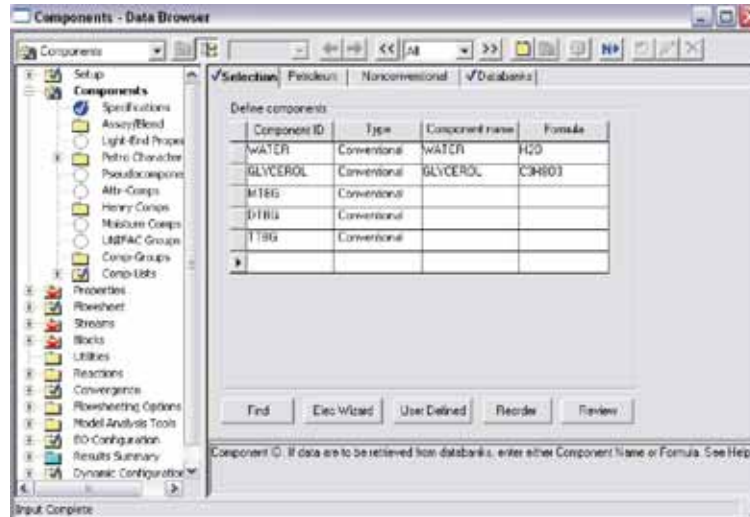 Components - Data Browser
Components
All
N>
Setup
Components
Specifications
Assay/Blend
Light-End Proper
Petro Character
Pseudocompone
Attr-Comps
Henry Comps
Moisture Comps
UNIFAC Groups
Comp-Groups
Comp-Lists
Properties
Flowsheet
Streams
Blocks
Utilities
Reactions
Convergence
Flowsheeting Options
Model Analysis Tools
EO Configuration
Results Summary
Dynamic Configuration
Selection Petroleum Nonconventional Databanks
Define components
Component ID Type Component name Formula
WATER Conventional WATER H2O
GLYCEROL Conventional GLYCEROL C3H8O3
MTBG Conventional
DTBG Conventional
TTBG Conventional
Find Elec Wizard User Defined Reorder Review
Component ID. If data are to be retrieved from databanks, enter either Component Name or Formula. See Help
Input Complete